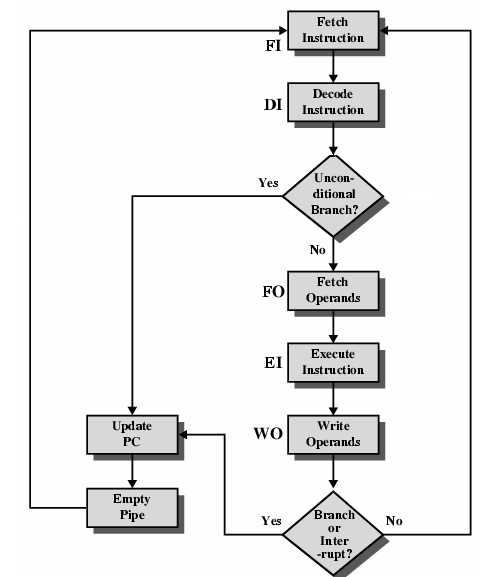 Fetch
Instruction
FI
Decode
Instruction
DI
Uncon-
ditional
Branch?
Yes
No
Fetch
Operands
FO
Execute
Instruction
EI
Write
Operands
WO
Update
PC
Empty
Pipe
Yes
Branch
or
Inter
-rupt?
No